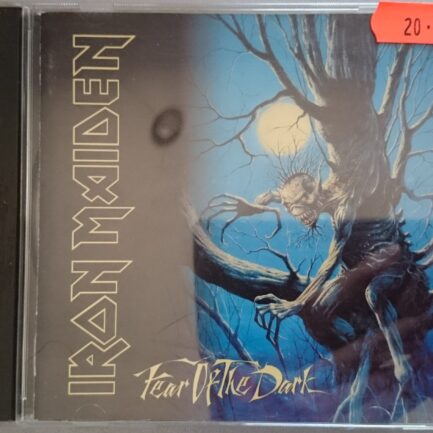 IRON MAIDEN
20.
Fear Of The Dark